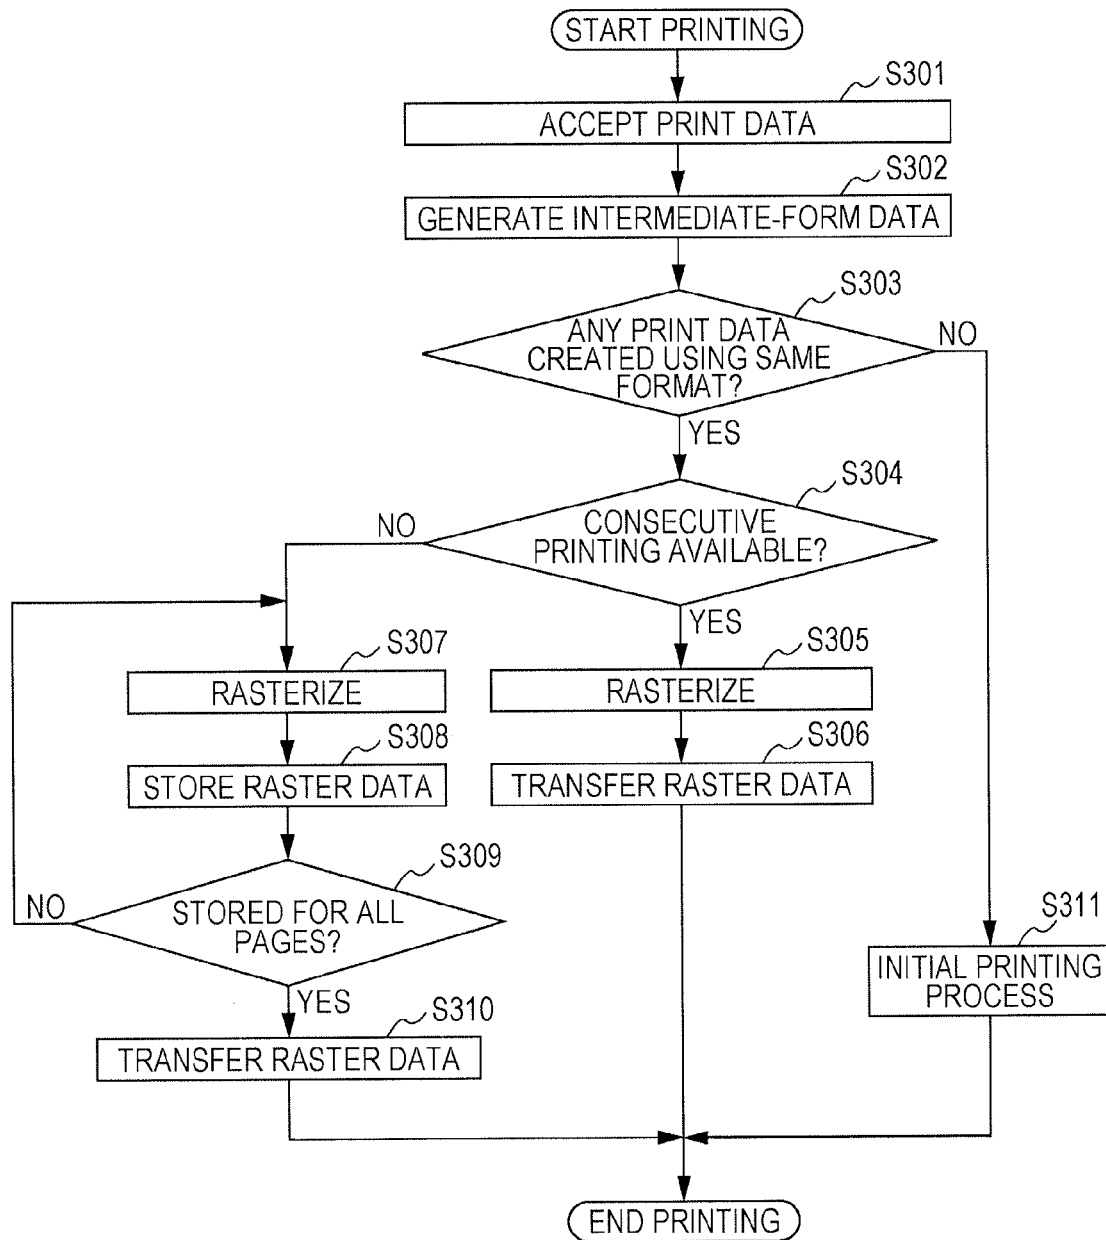 START PRINTING
S301
ACCEPT PRINT DATA
S302
GENERATE INTERMEDIATE-FORM DATA
S303
ANY PRINT DATA
CREATED USING SAME
FORMAT?
NO
YES
S304
CONSECUTIVE
PRINTING AVAILABLE?
NO
YES
S307
RASTERIZE
S305
RASTERIZE
S308
STORE RASTER DATA
S306
TRANSFER RASTER DATA
S309
STORED FOR ALL
PAGES?
NO
YES
S311
INITIAL PRINTING
PROCESS
S310
TRANSFER RASTER DATA
END PRINTING